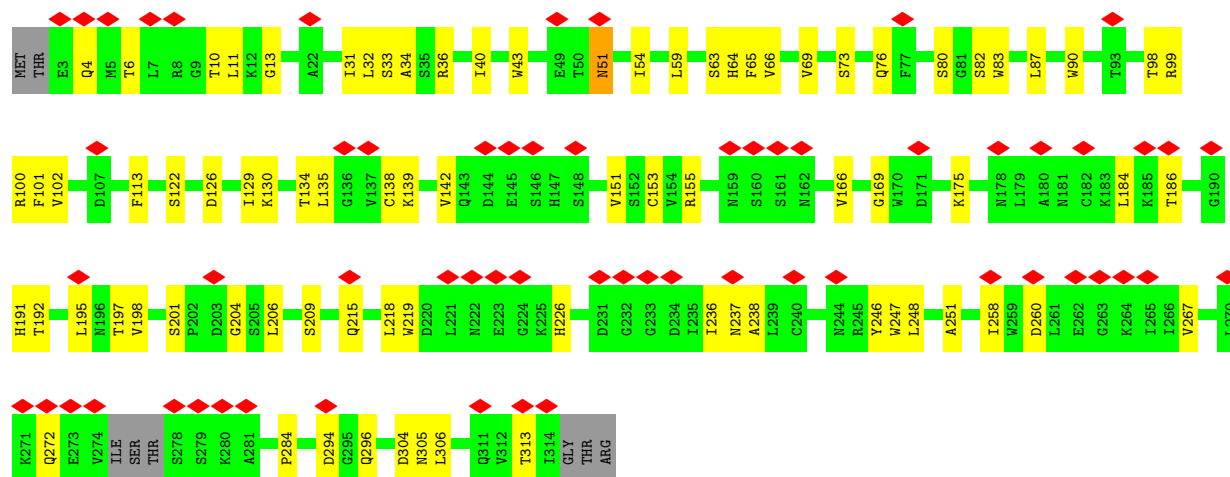 MET THR E3 Q4 M5 T6 L7 R8 G9 T10 L11 K12 G13 A22 I31 L32 S33 A34 S35 R36 I40 W43 E49 T50 N51 I54 L59 S63 H64 F65 V66 V69 S73 Q76 F77 S80 G81 S82 W83 L87 W90 T93 T98 R99
R100 F101 V102 D107 F113 S122 D126 I129 K130 T134 L135 G136 V137 C138 K139 V142 Q143 D144 E145 S146 H147 S148 V151 S152 C153 V154 R155 N159 S160 S161 N162 V166 G169 W170 D171 K175 N178 L179 A180 N181 C182 K183 L184 K185 T186 G190
H191 T192 L195 N196 T197 V198 S201 P202 D203 G204 S205 L206 S209 Q215 L218 W219 D220 L221 N222 E223 G224 K225 H226 D231 G232 G233 D234 I235 I236 N237 A238 L239 C240 N244 R245 Y246 W247 L248 A251 I258 W259 D260 L261 E262 G263 K264 I265 I266 V267
K271 Q272 E273 V274 ILE SER THR S278 S279 K280 A281 P284 D294 G295 Q296 D304 N305 L306 Q311 V312 T313 I314 GLY THR ARG